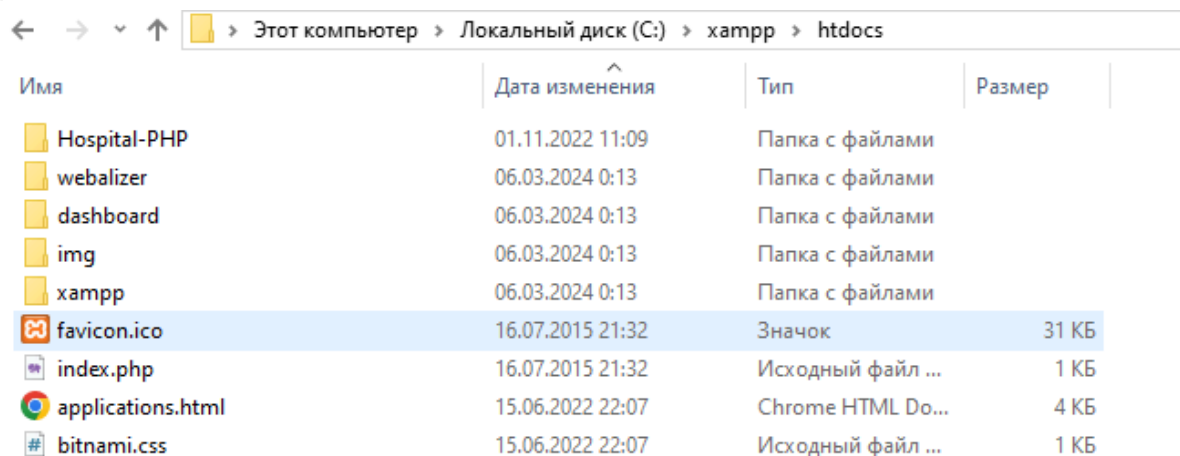 Этот компьютер > Локальный диск (C:) > xampp > htdocs
Имя Дата изменения Тип Размер
Hospital-PHP 01.11.2022 11:09 Папка с файлами
webalizer 06.03.2024 0:13 Папка с файлами
dashboard 06.03.2024 0:13 Папка с файлами
img 06.03.2024 0:13 Папка с файлами
xampp 06.03.2024 0:13 Папка с файлами
favicon.ico 16.07.2015 21:32 Значок 31 КБ
index.php 16.07.2015 21:32 Исходный файл ... 1 КБ
applications.html 15.06.2022 22:07 Chrome HTML Do... 4 КБ
bitnami.css 15.06.2022 22:07 Исходный файл ... 1 КБ